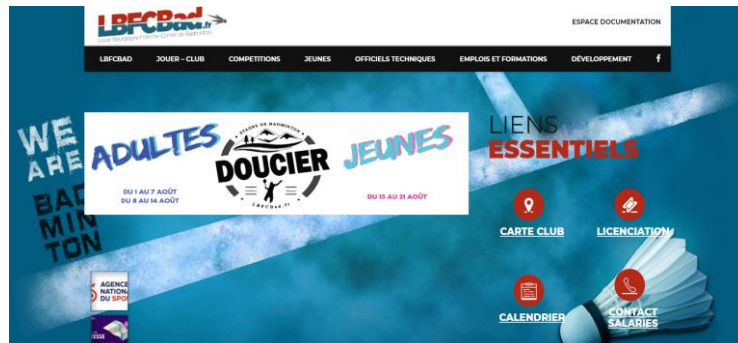 LBFCBad.fr
Ligue Bourgogne Franche-Comté de Badminton
ESPACE DOCUMENTATION
LBFCBAD JOUER - CLUB COMPETITIONS JEUNES OFFICIELS TECHNIQUES EMPLOIS ET FORMATIONS DÉVELOPPEMENT f
WE
ARE
BAD
MIN
TON
ADULTES
DU 1 AU 7 AOÛT
DU 8 AU 14 AOÛT
STAGES DE BADMINTON
DOUCIER
LBFCBad.fr
JEUNES
DU 15 AU 21 AOÛT
LIENS
ESSENTIELS
CARTE CLUB
LICENCIATION
CALENDRIER
CONTACT
SALARIES
AGENCE
NATIONA
DU SPO
ESSE